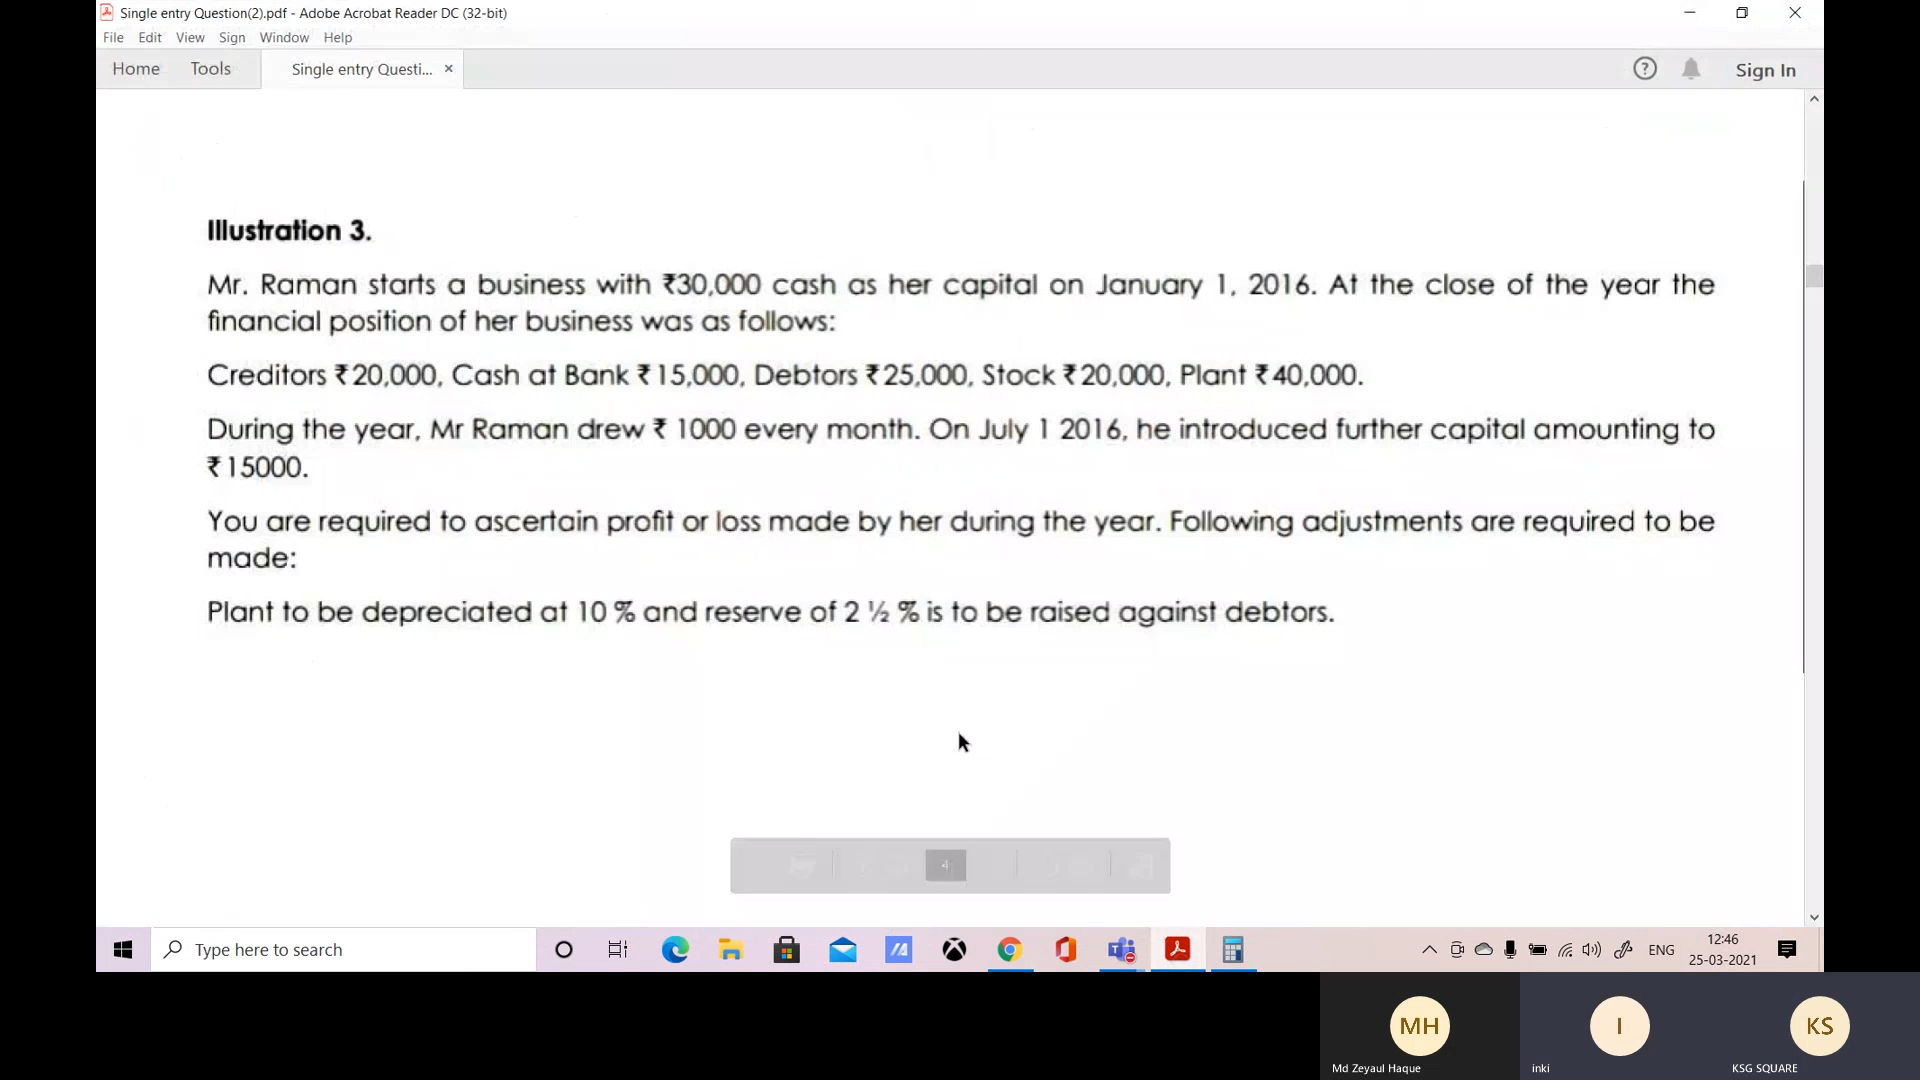 Single entry Question(2).pdf - Adobe Acrobat Reader DC (32-bit)
File Edit View Sign Window Help
Home Tools Single entry Questi... × Sign In
Illustration 3.
Mr. Raman starts a business with ₹30,000 cash as her capital on January 1, 2016. At the close of the year the
financial position of her business was as follows:
Creditors ₹20,000, Cash at Bank ₹15,000, Debtors ₹25,000, Stock ₹20,000, Plant ₹40,000.
During the year, Mr Raman drew ₹ 1000 every month. On July 1 2016, he introduced further capital amounting to
₹15000.
You are required to ascertain profit or loss made by her during the year. Following adjustments are required to be
made:
Plant to be depreciated at 10 % and reserve of 2 ½ % is to be raised against debtors.
Type here to search
ENG
12:46
25-03-2021
MH I KS
Md Zeyaul Haque inki KSG SQUARE